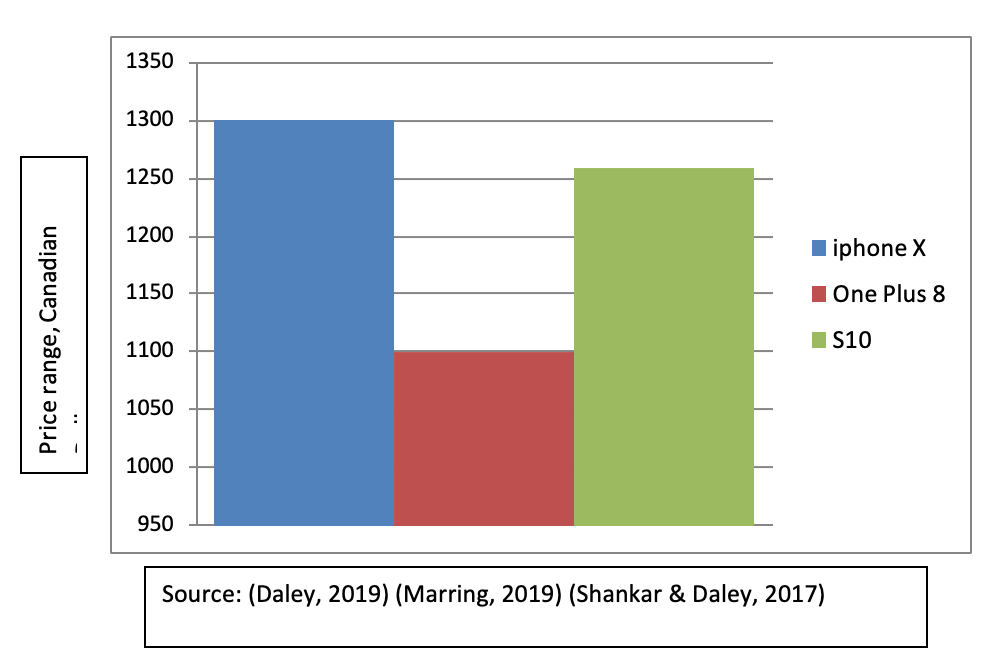 1350
1300
1250
1200
1150
1100
1050
1000
950
Price range, Canadian
iphone X
One Plus 8
S10
Source: (Daley, 2019) (Marring, 2019) (Shankar & Daley, 2017)